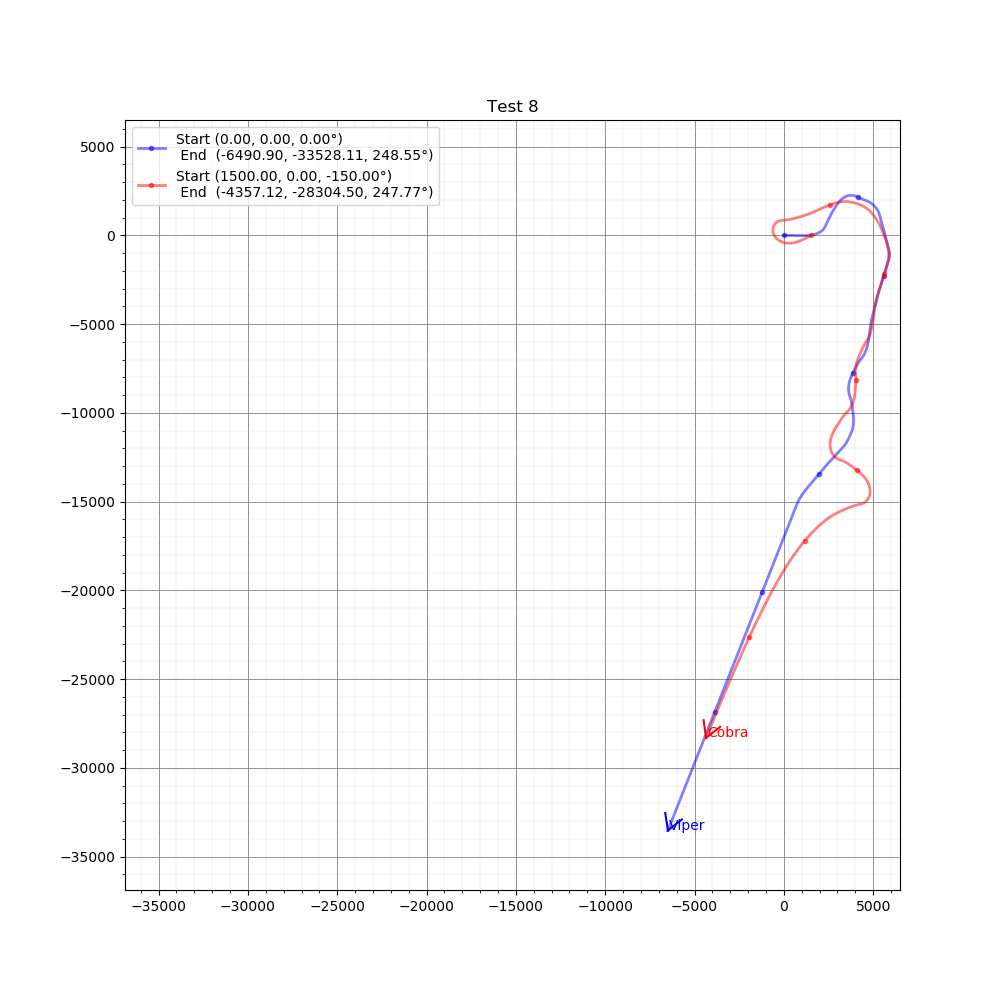 Test 8
Start (0.00, 0.00, 0.00°)
End (-6490.90, -33528.11, 248.55°)
Start (1500.00, 0.00, -150.00°)
End (-4357.12, -28304.50, 247.77°)
5000
0
−5000
−10000
−15000
−20000
−25000
−30000
−35000
Cobra
Viper
−35000 −30000 −25000 −20000 −15000 −10000 −5000 0 5000